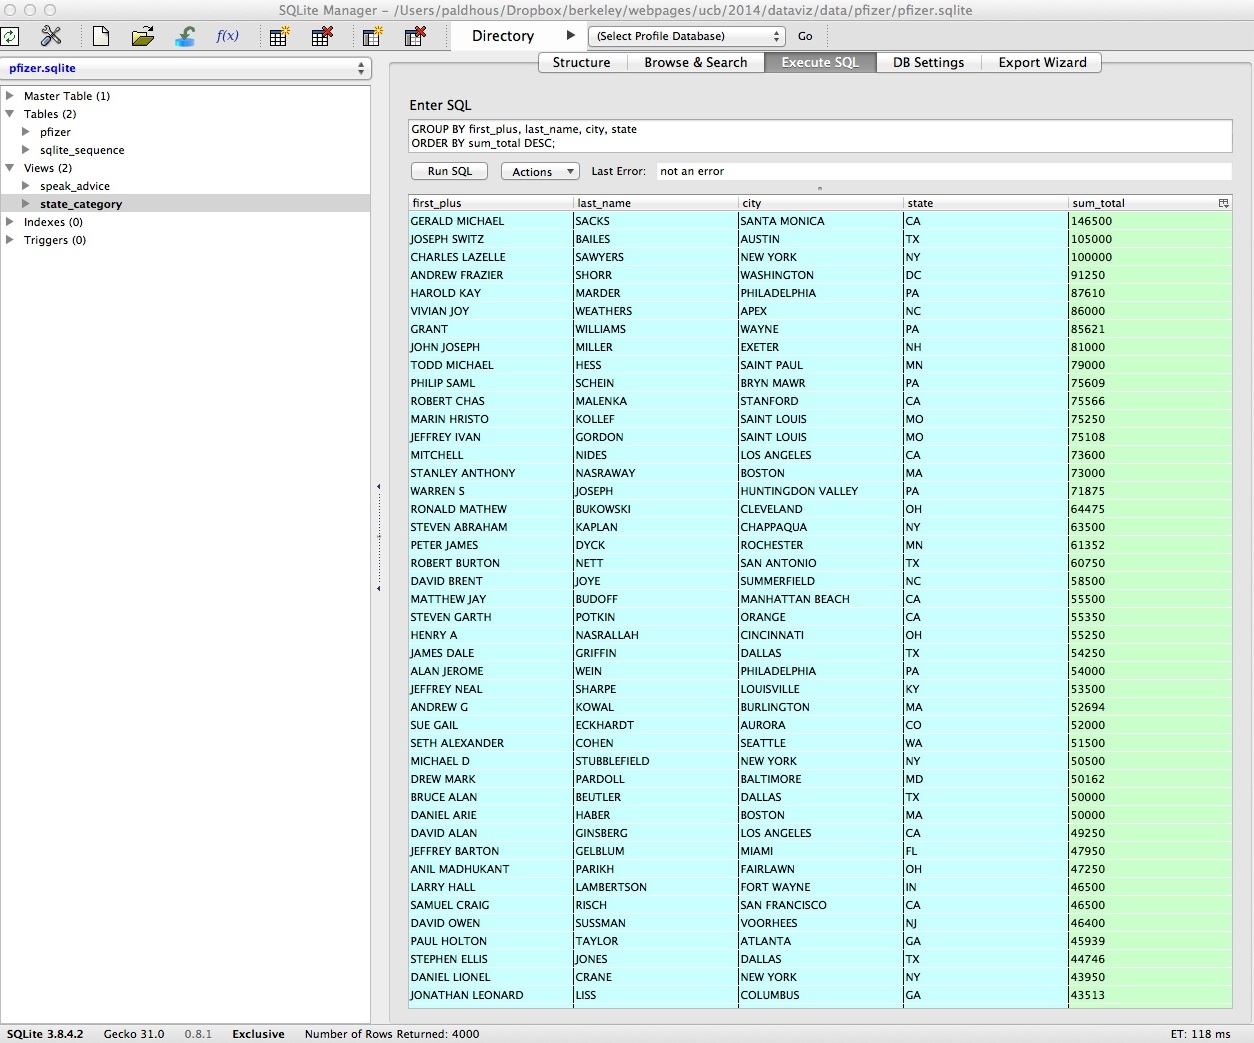 SQLite Manager – /Users/paldhous/Dropbox/berkeley/webpages/ucb/2014/dataviz/data/pfizer/pfizer.sqlite
f(x) Directory (Select Profile Database) Go
pfizer.sqlite
Structure Browse & Search Execute SQL DB Settings Export Wizard
Master Table (1)
Tables (2)
pfizer
sqlite_sequence
Views (2)
speak_advice
state_category
Indexes (0)
Triggers (0)
Enter SQL
GROUP BY first_plus, last_name, city, state
ORDER BY sum_total DESC;
Run SQL Actions Last Error: not an error
first_plus last_name city state sum_total
GERALD MICHAEL SACKS SANTA MONICA CA 146500
JOSEPH SWITZ BAILES AUSTIN TX 105000
CHARLES LAZELLE SAWYERS NEW YORK NY 100000
ANDREW FRAZIER SHORR WASHINGTON DC 91250
HAROLD KAY MARDER PHILADELPHIA PA 87610
VIVIAN JOY WEATHERS APEX NC 86000
GRANT WILLIAMS WAYNE PA 85621
JOHN JOSEPH MILLER EXETER NH 81000
TODD MICHAEL HESS SAINT PAUL MN 79000
PHILIP SAML SCHEIN BRYN MAWR PA 75609
ROBERT CHAS MALENKA STANFORD CA 75566
MARIN HRISTO KOLLEF SAINT LOUIS MO 75250
JEFFREY IVAN GORDON SAINT LOUIS MO 75108
MITCHELL NIDES LOS ANGELES CA 73600
STANLEY ANTHONY NASRAWAY BOSTON MA 73000
WARREN S JOSEPH HUNTINGDON VALLEY PA 71875
RONALD MATHEW BUKOWSKI CLEVELAND OH 64475
STEVEN ABRAHAM KAPLAN CHAPPAQUA NY 63500
PETER JAMES DYCK ROCHESTER MN 61352
ROBERT BURTON NETT SAN ANTONIO TX 60750
DAVID BRENT JOYE SUMMERFIELD NC 58500
MATTHEW JAY BUDOFF MANHATTAN BEACH CA 55500
STEVEN GARTH POTKIN ORANGE CA 55350
HENRY A NASRALLAH CINCINNATI OH 55250
JAMES DALE GRIFFIN DALLAS TX 54250
ALAN JEROME WEIN PHILADELPHIA PA 54000
JEFFREY NEAL SHARPE LOUISVILLE KY 53500
ANDREW G KOWAL BURLINGTON MA 52694
SUE GAIL ECKHARDT AURORA CO 52000
SETH ALEXANDER COHEN SEATTLE WA 51500
MICHAEL D STUBBLEFIELD NEW YORK NY 50500
DREW MARK PARDOLL BALTIMORE MD 50162
BRUCE ALAN BEUTLER DALLAS TX 50000
DANIEL ARIE HABER BOSTON MA 50000
DAVID ALAN GINSBERG LOS ANGELES CA 49250
JEFFREY BARTON GELBLUM MIAMI FL 47950
ANIL MADHUKANT PARIKH FAIRLAWN OH 47250
LARRY HALL LAMBERTSON FORT WAYNE IN 46500
SAMUEL CRAIG RISCH SAN FRANCISCO CA 46500
DAVID OWEN SUSSMAN VOORHEES NJ 46400
PAUL HOLTON TAYLOR ATLANTA GA 45939
STEPHEN ELLIS JONES DALLAS TX 44746
DANIEL LIONEL CRANE NEW YORK NY 43950
JONATHAN LEONARD LISS COLUMBUS GA 43513
SQLite 3.8.4.2 Gecko 31.0 0.8.1 Exclusive Number of Rows Returned: 4000 ET: 118 ms